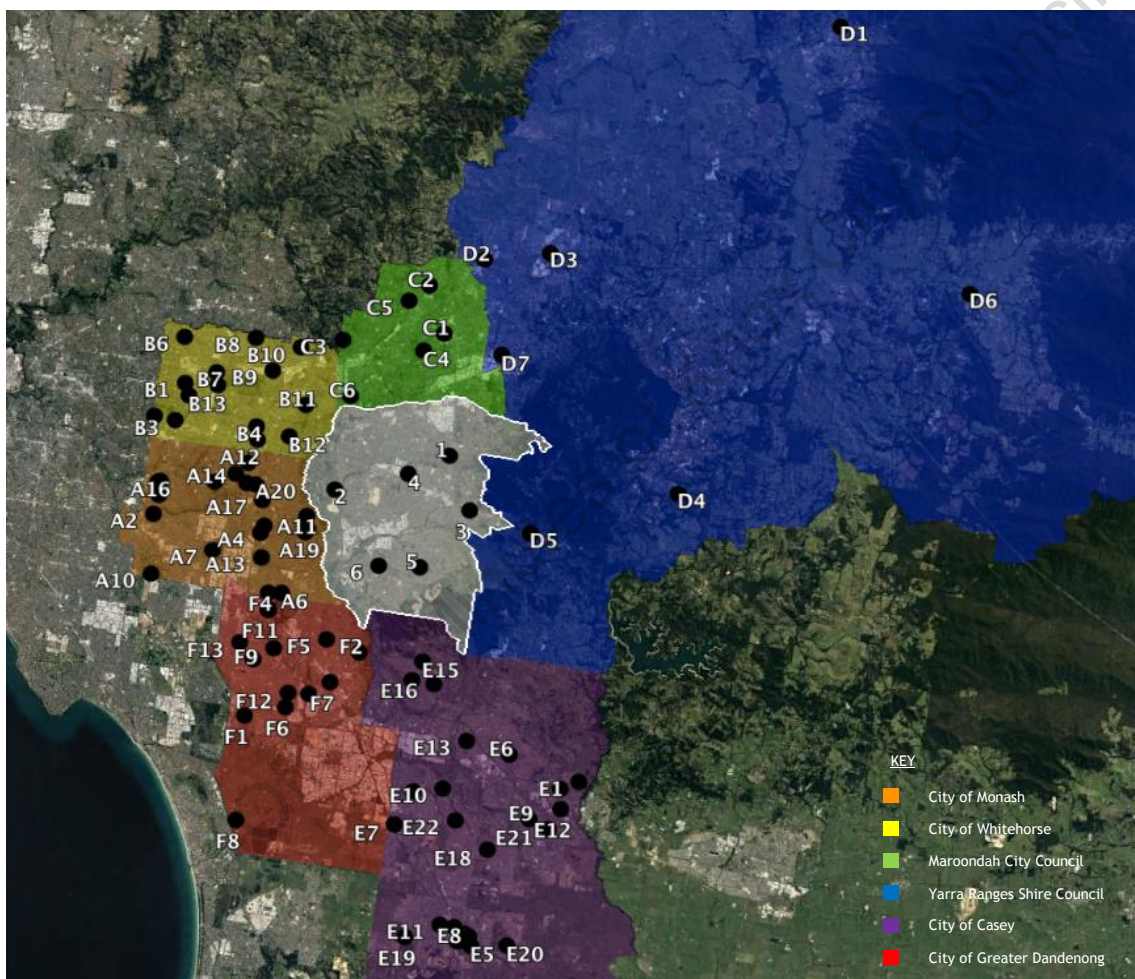 D1
D2
D3
C2
D6
C5
B6
B8
C1
B10
C3
C4
D7
B7
B9
B1
C6
B13
B11
B3
B4
B12
1
A12
A14
4
A16
2
A20
D4
A17
A2
A11
3
D5
A4
A19
A7
A13
6
5
A10
F4
A6
F11
F13
F5
F2
F9
E15
E16
F12
F7
F6
F1
E13
E6
KEY
E10
E1
City of Monash
E9
F8
E7
E22
E12
City of Whitehorse
E21
E18
Maroondah City Council
Yarra Ranges Shire Council
E11
E8
City of Casey
E19
E5
E20
City of Greater Dandenong